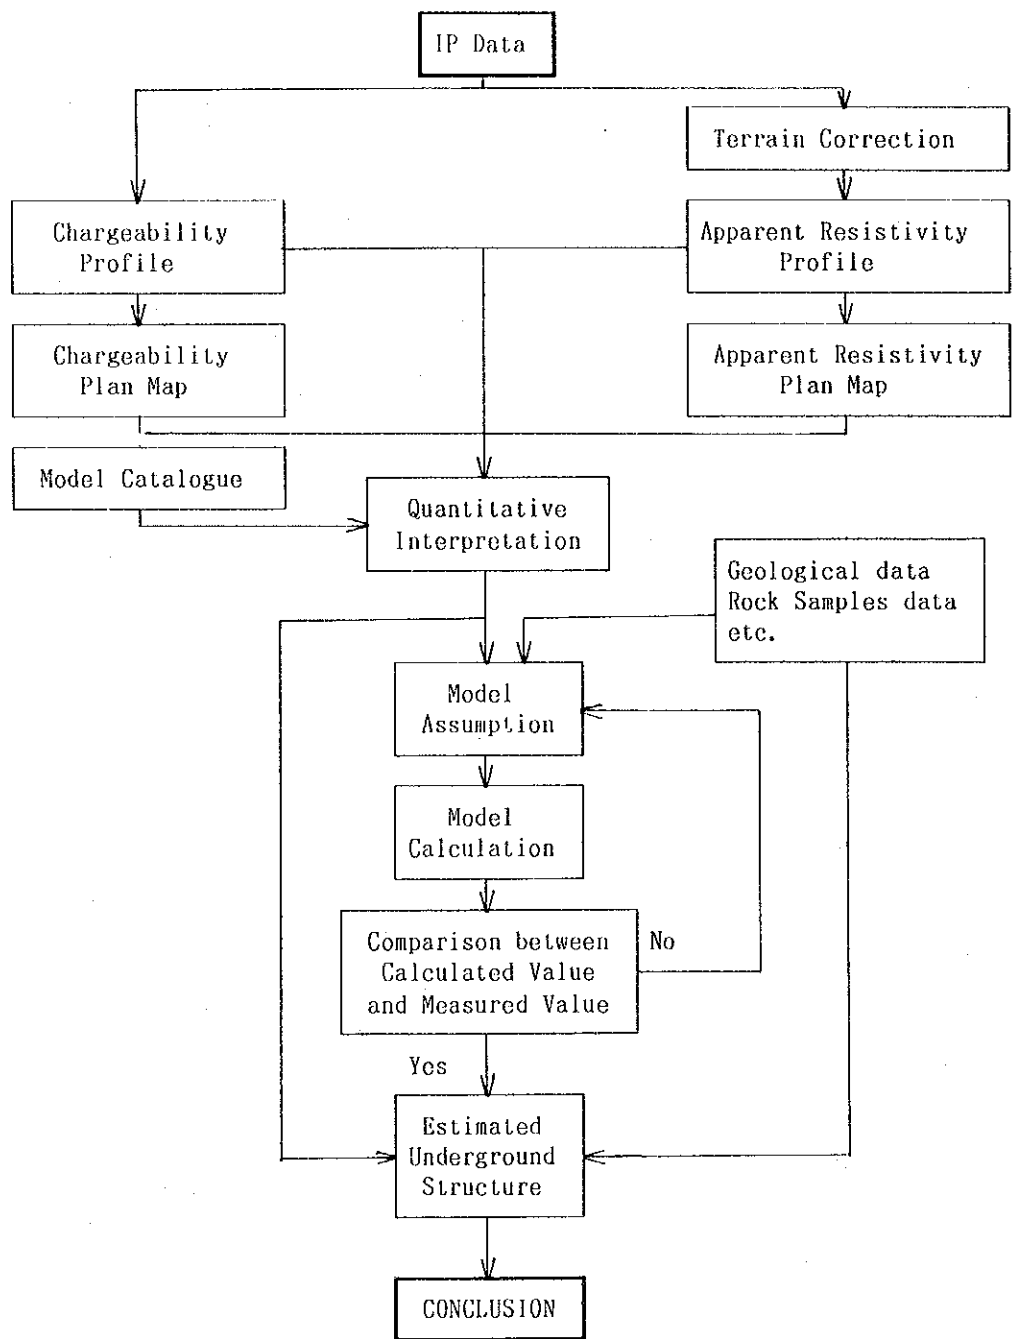 IP Data
Terrain Correction
Chargeability
Profile
Apparent Resistivity
Profile
Chargeability
Plan Map
Apparent Resistivity
Plan Map
Model Catalogue
Quantitative
Interpretation
Geological data
Rock Samples data
etc.
Model
Assumption
Model
Calculation
Comparison between
Calculated Value
and Measured Value
No
Yes
Estimated
Underground
Structure
CONCLUSION